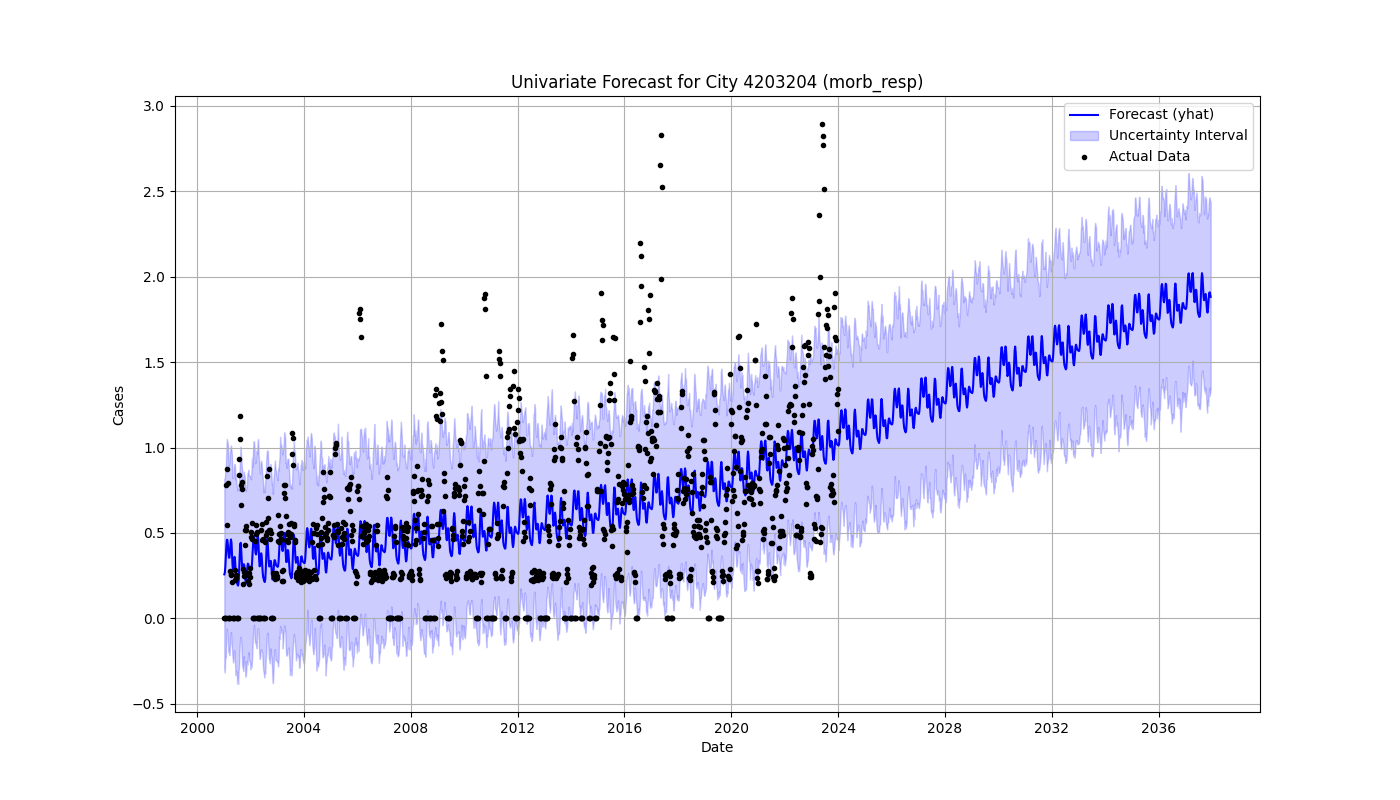 Univariate Forecast for City 4203204 (morb_resp)
Forecast (yhat)
Uncertainty Interval
Actual Data
Cases
3.0
2.5
2.0
1.5
1.0
0.5
0.0
−0.5
2000 2004 2008 2012 2016 2020 2024 2028 2032 2036
Date